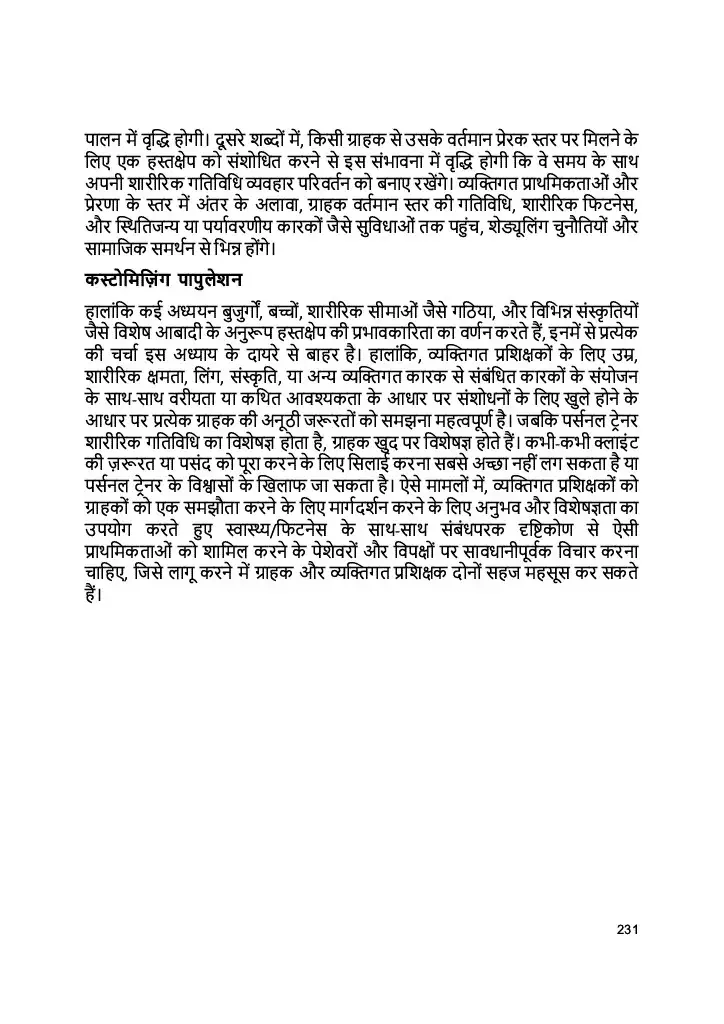 पालन में वृद्धि होगी। दूसरे शब्दों में, किसी ग्राहक से उसके वर्तमान प्रेरक स्तर पर मिलने के
लिए एक हस्तक्षेप को संशोधित करने से इस संभावना में वृद्धि होगी कि वे समय के साथ
अपनी शारीरिक गतिविधि व्यवहार परिवर्तन को बनाए रखेंगे। व्यक्तिगत प्राथमिकताओं और
प्रेरणा के स्तर में अंतर के अलावा, ग्राहक वर्तमान स्तर की गतिविधि, शारीरिक फिटनेस,
और स्थितिजन्य या पर्यावरणीय कारकों जैसे सुविधाओं तक पहुंच, शेड्यूलिंग चुनौतियों और
सामाजिक समर्थन से भिन्न होंगे।
कस्टोमिज़िंग पापुलेशन
हालांकि कई अध्ययन बुजुर्गों, बच्चों, शारीरिक सीमाओं जैसे गठिया, और विभिन्न संस्कृतियों
जैसे विशेष आबादी के अनुरूप हस्तक्षेप की प्रभावकारिता का वर्णन करते हैं, इनमें से प्रत्येक
की चर्चा इस अध्याय के दायरे से बाहर है। हालांकि, व्यक्तिगत प्रशिक्षकों के लिए उम्र,
शारीरिक क्षमता, लिंग, संस्कृति, या अन्य व्यक्तिगत कारक से संबंधित कारकों के संयोजन
के साथ-साथ वरीयता या कथित आवश्यकता के आधार पर संशोधनों के लिए खुले होने के
आधार पर प्रत्येक ग्राहक की अनूठी जरूरतों को समझना महत्वपूर्ण है। जबकि पर्सनल ट्रेनर
शारीरिक गतिविधि का विशेषज्ञ होता है, ग्राहक खुद पर विशेषज्ञ होते हैं। कभी-कभी क्लाइंट
की ज़रूरत या पसंद को पूरा करने के लिए सिलाई करना सबसे अच्छा नहीं लग सकता है या
पर्सनल ट्रेनर के विश्वासों के खिलाफ जा सकता है। ऐसे मामलों में, व्यक्तिगत प्रशिक्षकों को
ग्राहकों को एक समझौता करने के लिए मार्गदर्शन करने के लिए अनुभव और विशेषज्ञता का
उपयोग करते हुए स्वास्थ्य/फिटनेस के साथ-साथ संबंधपरक दृष्टिकोण से ऐसी
प्राथमिकताओं को शामिल करने के पेशेवरों और विपक्षों पर सावधानीपूर्वक विचार करना
चाहिए, जिसे लागू करने में ग्राहक और व्यक्तिगत प्रशिक्षक दोनों सहज महसूस कर सकते
हैं।
231